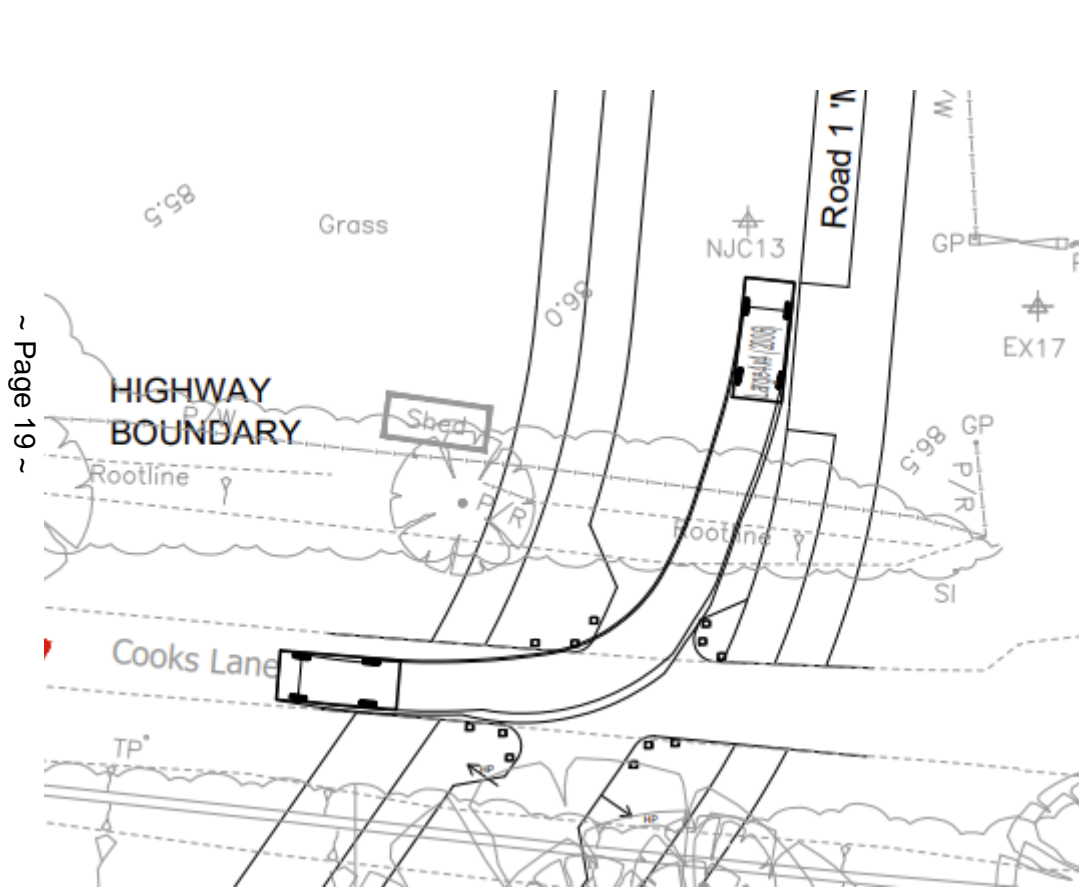 /W
Road 1 '
85.5
Grass
NJC13
GP
86.0
EX17
~ Page 19 ~
HIGHWAY
BOUNDARY
P/W
Shed
GP
86.5
P/R
Rootline
P/R
Rootline
SI
Cooks Lane
TP
HP
HP